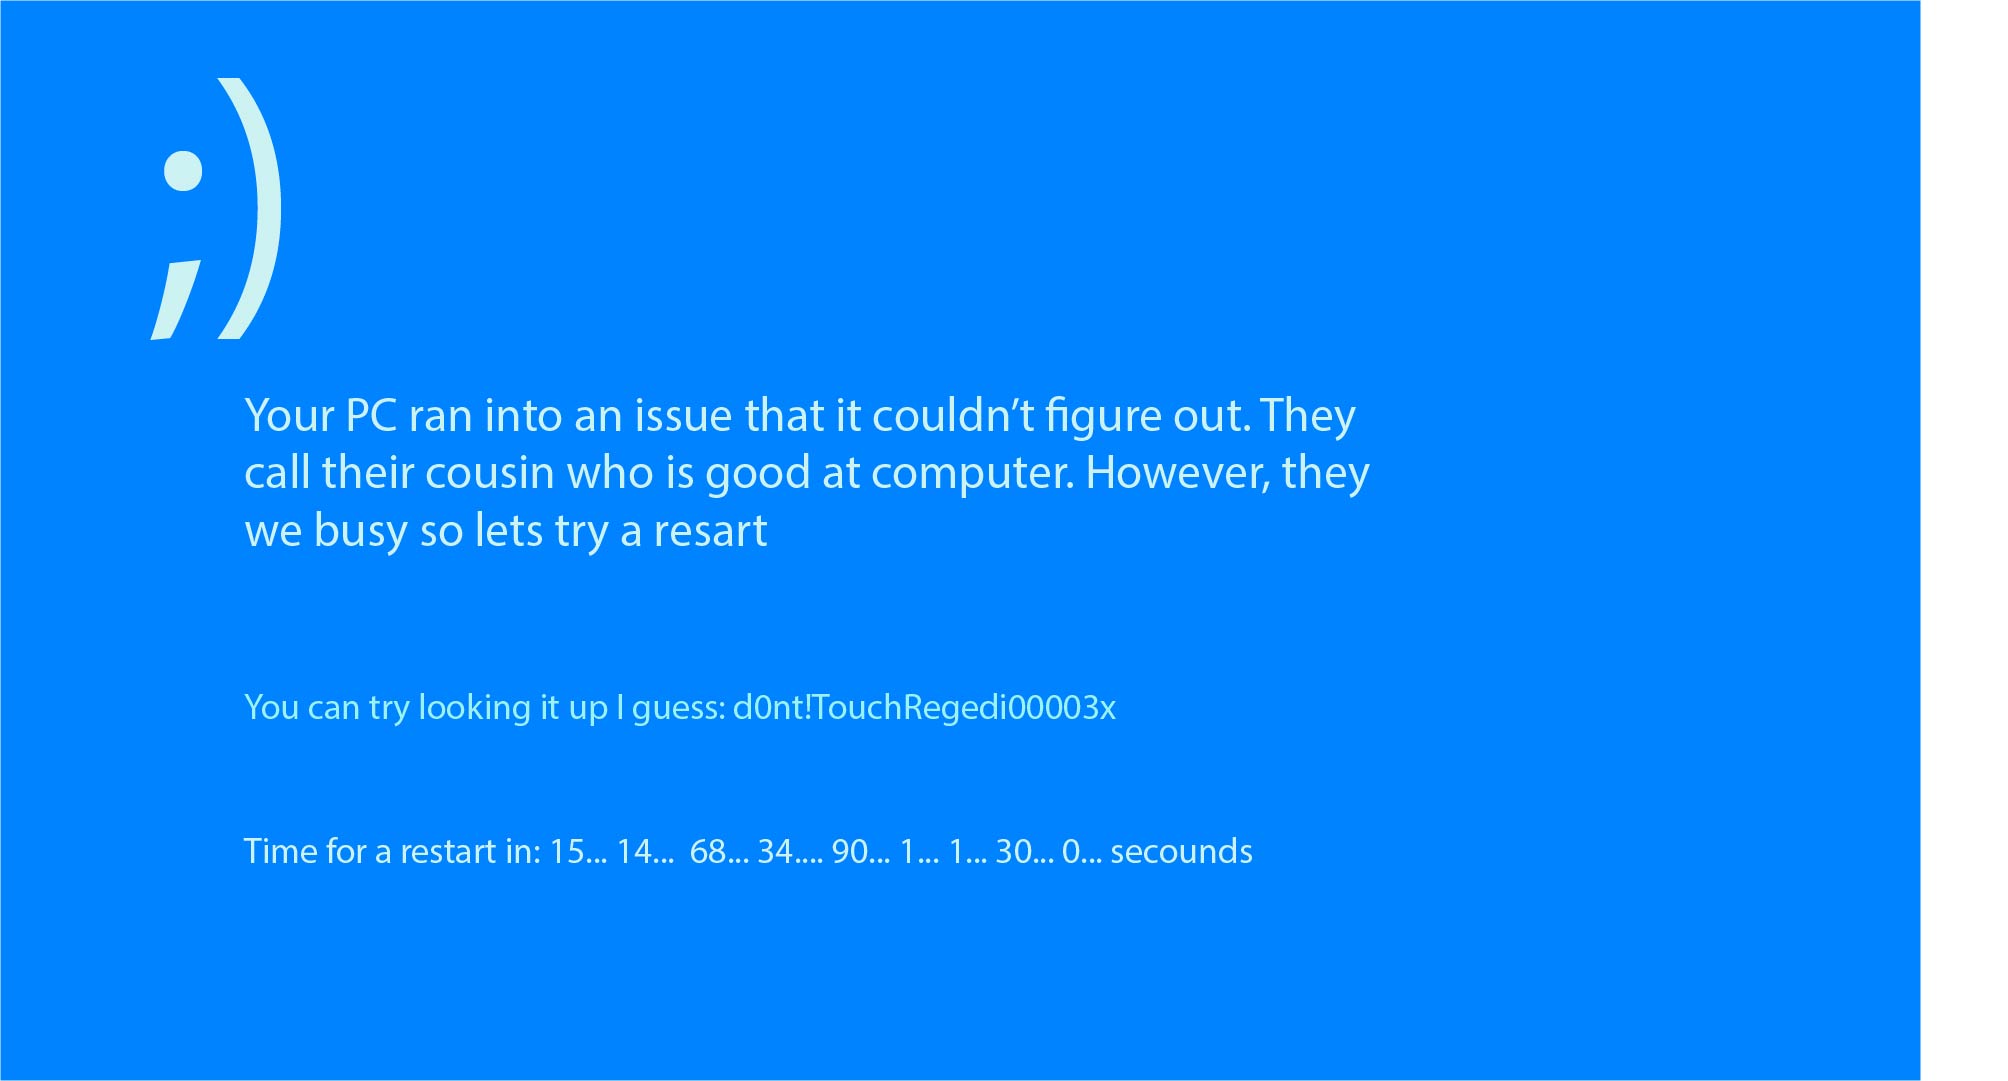 ;)
Your PC ran into an issue that it couldn’t figure out. They
call their cousin who is good at computer. However, they
we busy so lets try a resart
You can try looking it up I guess: d0nt!TouchRegedi00003x
Time for a restart in: 15... 14...  68... 34.... 90... 1... 1... 30... 0... secounds